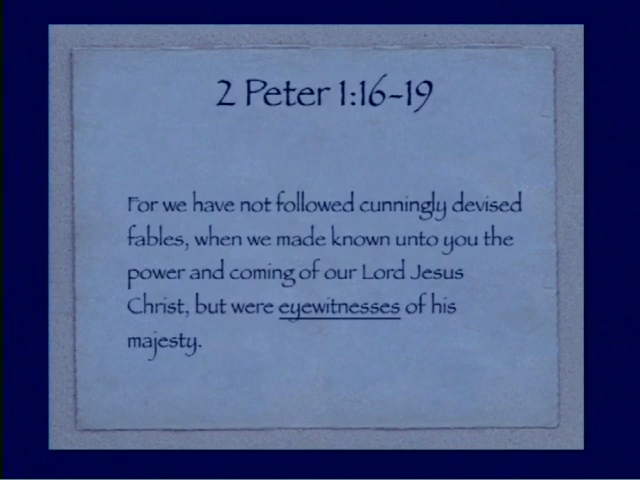 2 Peter 1:16-19
For we have not followed cunningly devised
fables, when we made known unto you the
power and coming of our Lord Jesus
Christ, but were eyewitnesses of his
majesty.